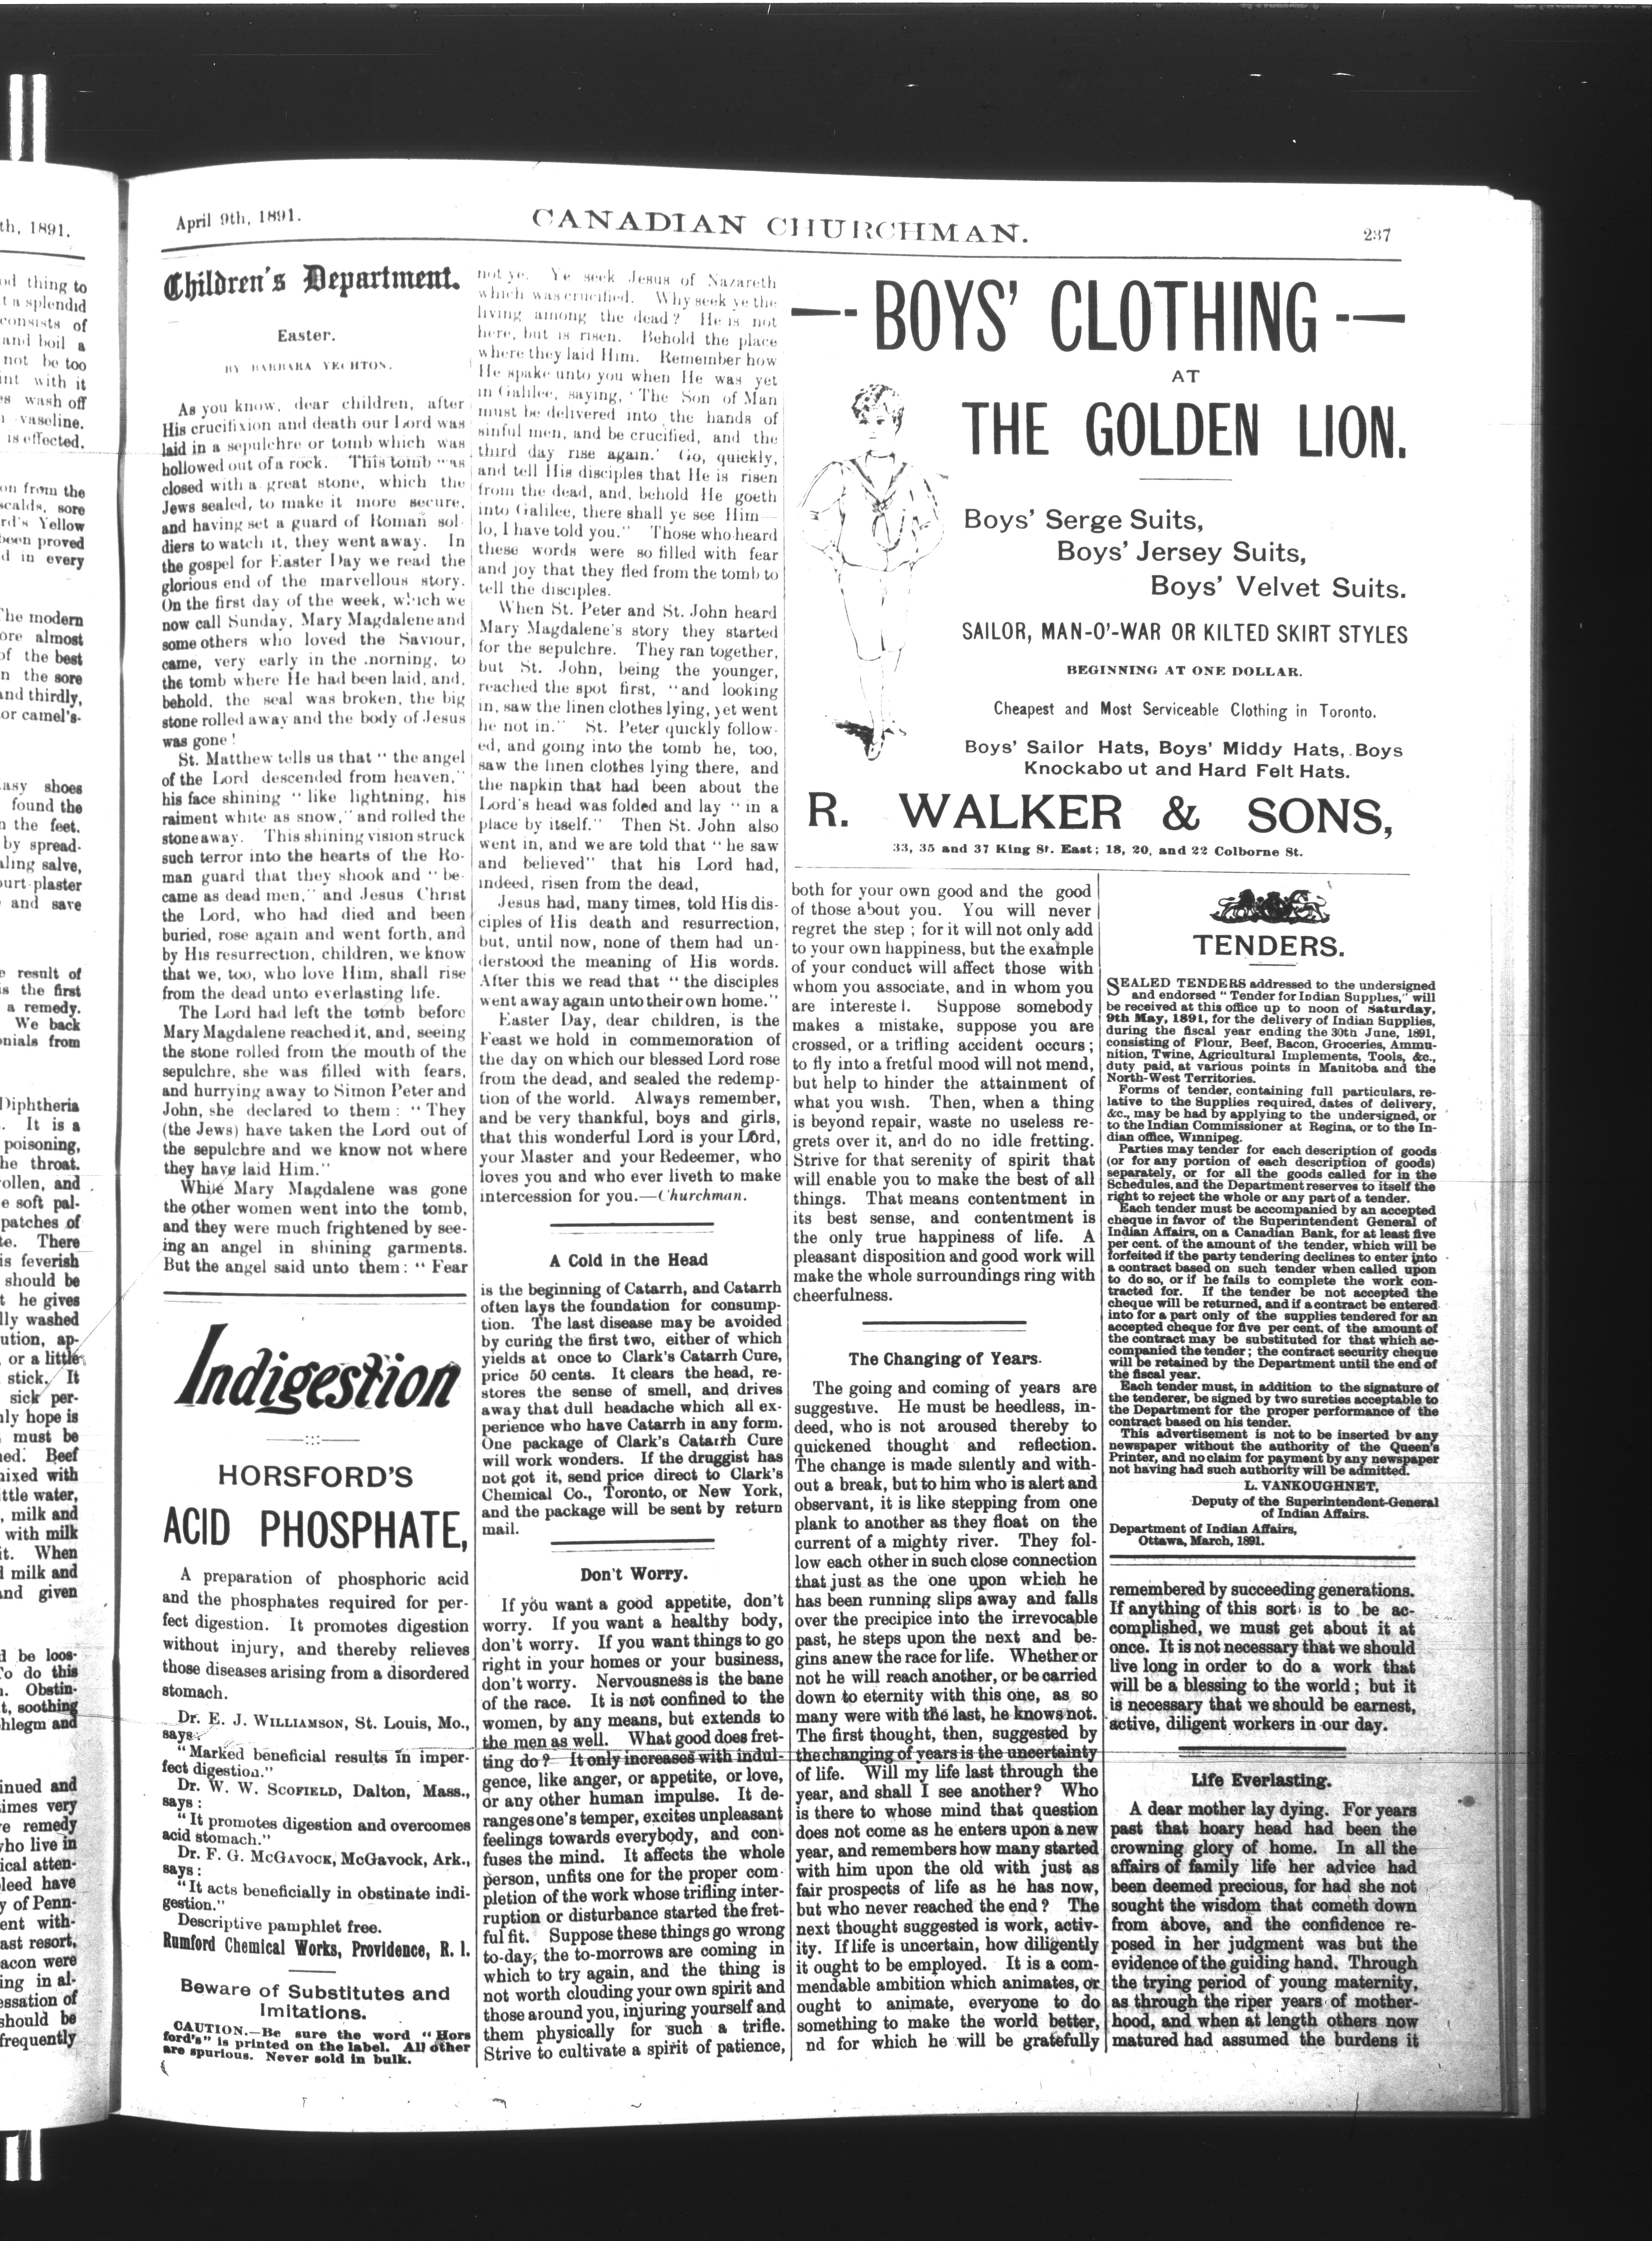 April 9th, 1891.
CANADIAN CHURCHMAN.
237
Children's Department.
Easter.
BY BARBARA YECHTON.
As you know, dear children, after
His crucifixion and death our Lord was
laid in a sepulchre or tomb which was
hollowed out of a rock. This tomb was
closed with a great stone, which the
Jews sealed, to make it more secure,
and having set a guard of Roman sol-
diers to watch it, they went away. In
the gospel for Easter Day we read the
glorious end of the marvellous story.
On the first day of the week, which we
now call Sunday, Mary Magdalene and
some others who loved the Saviour,
came, very early in the morning, to
the tomb where He had been laid, and,
behold, the seal was broken, the big
stone rolled away and the body of Jesus
was gone!
St. Matthew tells us that "the angel
of the Lord descended from heaven,"
his face shining "like lightning, his
raiment white as snow," and rolled the
stone away. This shining vision struck
such terror into the hearts of the Ro-
man guard that they shook and "be-
came as dead men," and Jesus Christ
the Lord, who had died and been
buried, rose again and went forth, and
by His resurrection, children, we know
that we, too, who love Him, shall rise
from the dead unto everlasting life.
The Lord had left the tomb before
Mary Magdalene reached it, and, seeing
the stone rolled from the mouth of the
sepulchre, she was filled with fears,
and hurrying away to Simon Peter and
John, she declared to them: "They
(the Jews) have taken the Lord out of
the sepulchre and we know not where
they have laid Him."
While Mary Magdalene was gone
the other women went into the tomb,
and they were much frightened by see-
ing an angel in shining garments.
But the angel said unto them: "Fear
Indigestion
HORSFORD'S
ACID PHOSPHATE,
A preparation of phosphoric acid
and the phosphates required for per-
fect digestion. It promotes digestion
without injury, and thereby relieves
those diseases arising from a disordered
stomach.
Dr. E. J. WILLIAMSON, St. Louis, Mo.,
says:
"Marked beneficial results in imper-
fect digestion."
Dr. W. W. SCOFIELD, Dalton, Mass.,
says:
"It promotes digestion and overcomes
acid stomach."
Dr. F. G. MCGAVOCK, McGavock, Ark.,
says:
"It acts beneficially in obstinate indi-
gestion."
Descriptive pamphlet free.
Rumford Chemical Works, Providence, R. I.
Beware of Substitutes and
Imitations.
CAUTION.—Be sure the word "Hors
ford's" is printed on the label. All other
are spurious. Never sold in bulk.
not ye. Ye seek Jesus of Nazareth
which was crucified. Why seek ye the
living among the dead? He is not
here, but is risen. Behold the place
where they laid Him. Remember how
He spake unto you when He was yet
in Galilee, saying, 'The Son of Man
must be delivered into the hands of
sinful men, and be crucified, and the
third day rise again.' Go, quickly,
and tell His disciples that He is risen
from the dead, and, behold He goeth
into Galilee, there shall ye see Him—
lo, I have told you." Those who heard
these words were so filled with fear
and joy that they fled from the tomb to
tell the disciples.
When St. Peter and St. John heard
Mary Magdalene's story they started
for the sepulchre. They ran together,
but St. John, being the younger,
reached the spot first, "and looking
in, saw the linen clothes lying, yet went
he not in." St. Peter quickly follow-
ed, and going into the tomb he, too,
saw the linen clothes lying there, and
the napkin that had been about the
Lord's head was folded and lay "in a
place by itself." Then St. John also
went in, and we are told that "he saw
and believed" that his Lord had,
indeed, risen from the dead,
Jesus had, many times, told His dis-
ciples of His death and resurrection,
but, until now, none of them had un-
derstood the meaning of His words.
After this we read that "the disciples
went away again unto their own home."
Easter Day, dear children, is the
Feast we hold in commemoration of
the day on which our blessed Lord rose
from the dead, and sealed the redemp-
tion of the world. Always remember,
and be very thankful, boys and girls,
that this wonderful Lord is your Lord,
your Master and your Redeemer, who
loves you and who ever liveth to make
intercession for you.—Churchman.
A Cold in the Head
is the beginning of Catarrh, and Catarrh
often lays the foundation for consump-
tion. The last disease may be avoided
by curing the first two, either of which
yields at once to Clark's Catarrh Cure,
price 50 cents. It clears the head, re-
stores the sense of smell, and drives
away that dull headache which all ex-
perience who have Catarrh in any form.
One package of Clark's Catarrh Cure
will work wonders. If the druggist has
not got it, send price direct to Clark's
Chemical Co., Toronto, or New York,
and the package will be sent by return
mail.
Don't Worry.
If you want a good appetite, don't
worry. If you want a healthy body,
don't worry. If you want things to go
right in your homes or your business,
don't worry. Nervousness is the bane
of the race. It is not confined to the
women, by any means, but extends to
the men as well. What good does fret-
ting do? It only increases with indul-
gence, like anger, or appetite, or love,
or any other human impulse. It de-
ranges one's temper, excites unpleasant
feelings towards everybody, and con-
fuses the mind. It affects the whole
person, unfits one for the proper com-
pletion of the work whose trifling inter-
ruption or disturbance started the fret-
ful fit. Suppose these things go wrong
to-day, the to-morrows are coming in
which to try again, and the thing is
not worth clouding your own spirit and
those around you, injuring yourself and
them physically for such a trifle.
Strive to cultivate a spirit of patience,
BOYS' CLOTHING
AT
THE GOLDEN LION.
Boys' Serge Suits,
Boys' Jersey Suits,
Boys' Velvet Suits.
SAILOR, MAN-O'-WAR OR KILTED SKIRT STYLES
BEGINNING AT ONE DOLLAR.
Cheapest and Most Serviceable Clothing in Toronto.
Boys' Sailor Hats, Boys' Middy Hats, Boys
Knockabo ut and Hard Felt Hats.
R. WALKER & SONS,
33, 35 and 37 King St. East; 18, 20, and 22 Colborne St.
both for your own good and the good
of those about you. You will never
regret the step; for it will not only add
to your own happiness, but the example
of your conduct will affect those with
whom you associate, and in whom you
are intereste l. Suppose somebody
makes a mistake, suppose you are
crossed, or a trifling accident occurs;
to fly into a fretful mood will not mend,
but help to hinder the attainment of
what you wish. Then, when a thing
is beyond repair, waste no useless re-
grets over it, and do no idle fretting.
Strive for that serenity of spirit that
will enable you to make the best of all
things. That means contentment in
its best sense, and contentment is
the only true happiness of life. A
pleasant disposition and good work will
make the whole surroundings ring with
cheerfulness.
The Changing of Years.
The going and coming of years are
suggestive. He must be heedless, in-
deed, who is not aroused thereby to
quickened thought and reflection.
The change is made silently and with-
out a break, but to him who is alert and
observant, it is like stepping from one
plank to another as they float on the
current of a mighty river. They fol-
low each other in such close connection
that just as the one upon which he
has been running slips away and falls
over the precipice into the irrevocable
past, he steps upon the next and be-
gins anew the race for life. Whether or
not he will reach another, or be carried
down to eternity with this one, as so
many were with the last, he knows not.
The first thought, then, suggested by
the changing of years is the uncertainty
of life. Will my life last through the
year, and shall I see another? Who
is there to whose mind that question
does not come as he enters upon a new
year, and remembers how many started
with him upon the old with just as
fair prospects of life as he has now,
but who never reached the end? The
next thought suggested is work, activ-
ity. If life is uncertain, how diligently
it ought to be employed. It is a com-
mendable ambition which animates, or
ought to animate, everyone to do
something to make the world better,
nd for which he will be gratefully
TENDERS.
SEALED TENDERS addressed to the undersigned
and endorsed "Tender for Indian Supplies," will
be received at this office up to noon of Saturday,
9th May, 1891, for the delivery of Indian Supplies,
during the fiscal year ending the 30th June, 1891,
consisting of Flour, Beef, Bacon, Groceries, Ammu-
nition, Twine, Agricultural Implements, Tools, &c.,
duty paid, at various points in Manitoba and the
North-West Territories.
Forms of tender, containing full particulars, re-
lative to the Supplies required, dates of delivery,
&c., may be had by applying to the undersigned, or
to the Indian Commissioner at Regina, or to the In-
dian office, Winnipeg.
Parties may tender for each description of goods
(or for any portion of each description of goods)
separately, or for all the goods called for in the
Schedules, and the Department reserves to itself the
right to reject the whole or any part of a tender.
Each tender must be accompanied by an accepted
cheque in favor of the Superintendent General of
Indian Affairs, on a Canadian Bank, for at least five
per cent. of the amount of the tender, which will be
forfeited if the party tendering declines to enter into
a contract based on such tender when called upon
to do so, or if he fails to complete the work con-
tracted for. If the tender be not accepted the
cheque will be returned, and if a contract be entered
into for a part only of the supplies tendered for an
accepted cheque for five per cent. of the amount of
the contract may be substituted for that which ac-
companied the tender; the contract security cheque
will be retained by the Department until the end of
the fiscal year.
Each tender must, in addition to the signature of
the tenderer, be signed by two sureties acceptable to
the Department for the proper performance of the
contract based on his tender.
This advertisement is not to be inserted by any
newspaper without the authority of the Queen's
Printer, and no claim for payment by any newspaper
not having had such authority will be admitted.
L. VANKOUGHNET,
Deputy of the Superintendent-General
of Indian Affairs.
Department of Indian Affairs,
Ottawa, March, 1891.
remembered by succeeding generations.
If anything of this sort is to be ac-
complished, we must get about it at
once. It is not necessary that we should
live long in order to do a work that
will be a blessing to the world; but it
is necessary that we should be earnest,
active, diligent workers in our day.
Life Everlasting.
A dear mother lay dying. For years
past that hoary head had been the
crowning glory of home. In all the
affairs of family life her advice had
been deemed precious, for had she not
sought the wisdom that cometh down
from above, and the confidence re-
posed in her judgment was but the
evidence of the guiding hand. Through
the trying period of young maternity,
as through the riper years of mother-
hood, and when at length others now
matured had assumed the burdens it